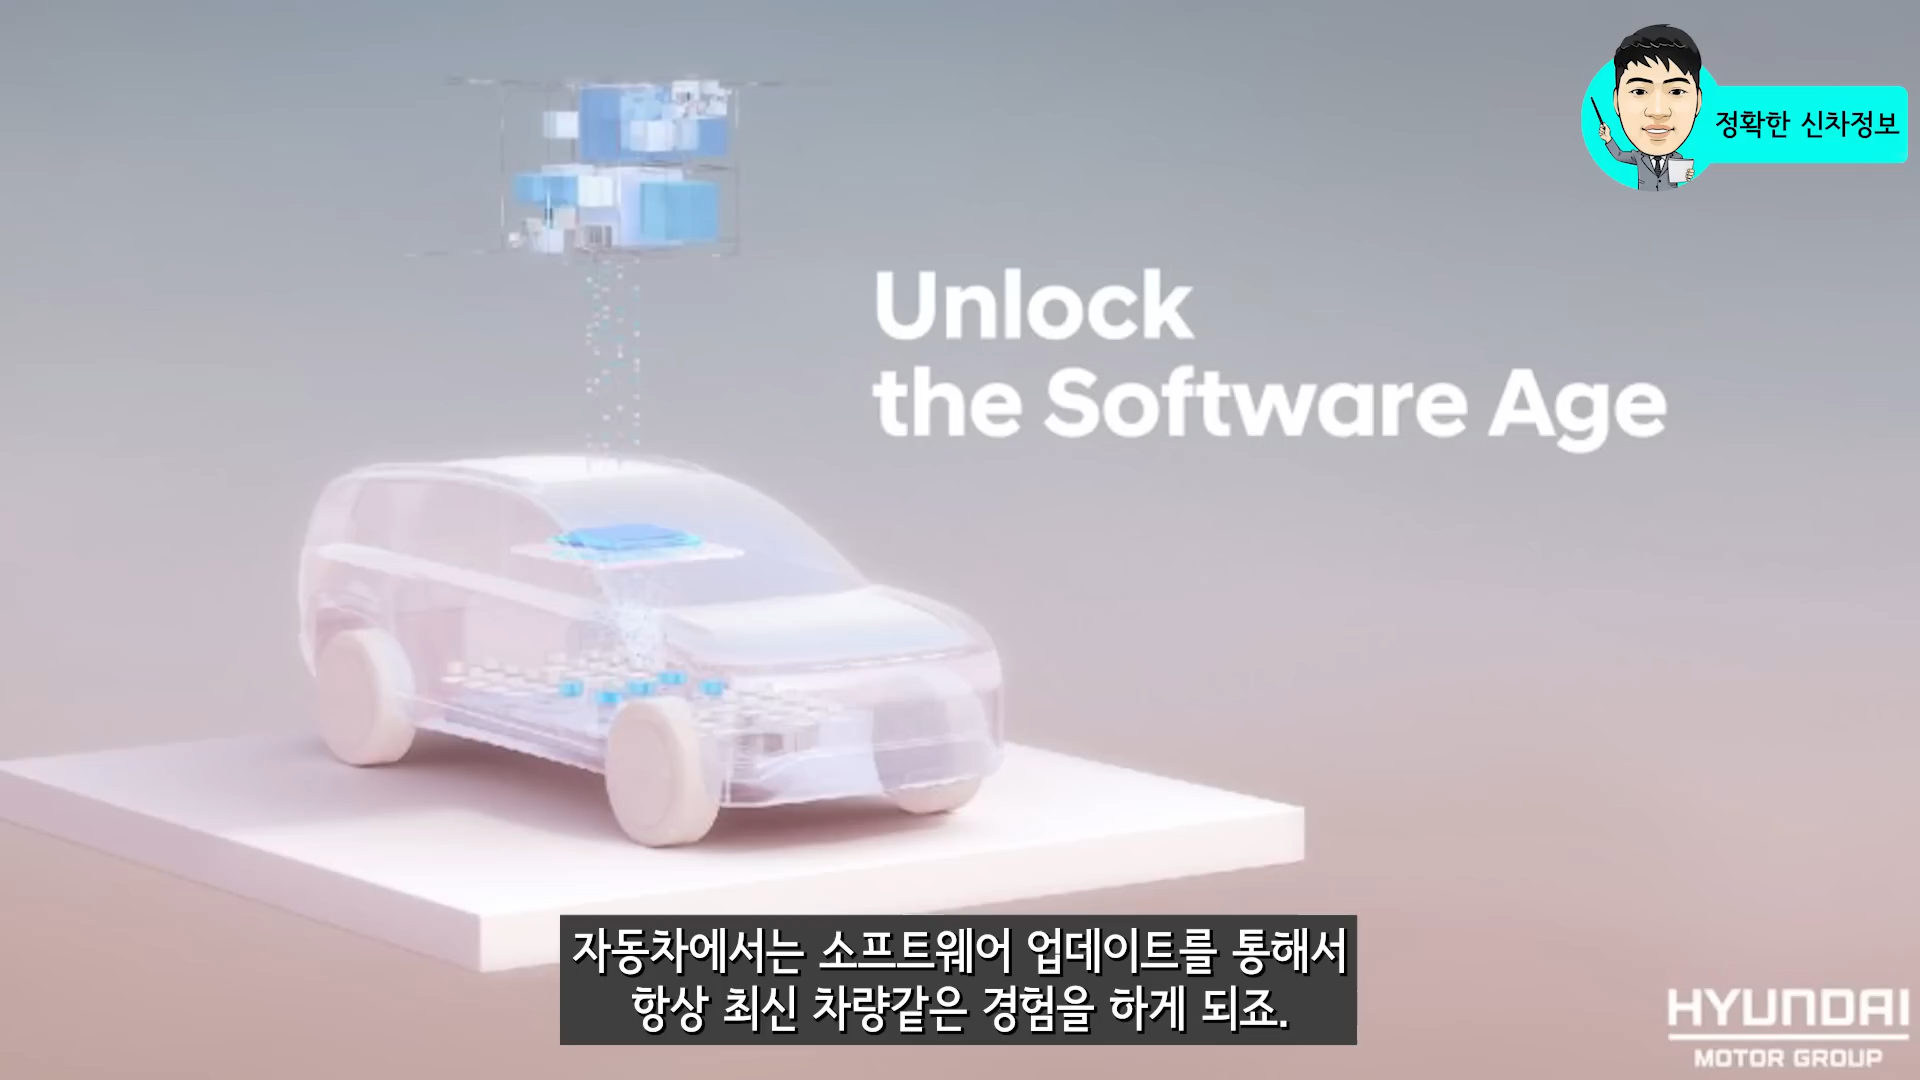 정확한 신차정보
Unlock
the Software Age
자동차에서는 소프트웨어 업데이트를 통해서
항상 최신 차량같은 경험을 하게 되죠.
HYUNDAI
MOTOR GROUP